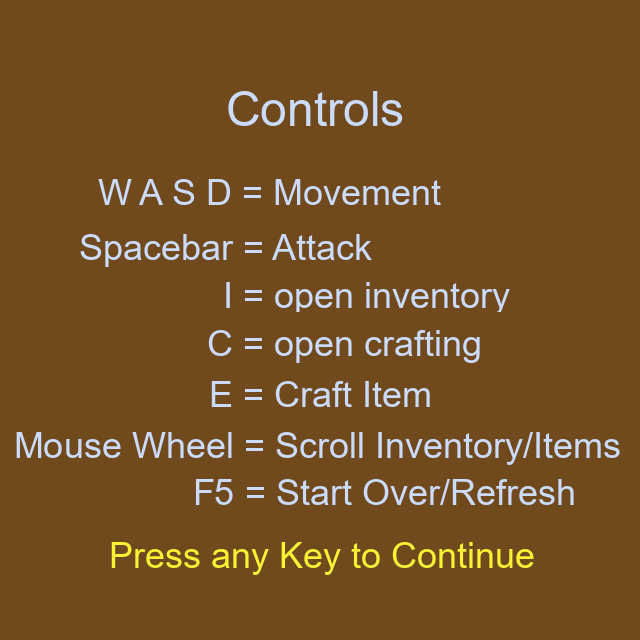 Controls
W A S D = Movement
Spacebar = Attack
I = open inventory
C = open crafting
E = Craft Item
Mouse Wheel = Scroll Inventory/Items
F5 = Start Over/Refresh
Press any Key to Continue